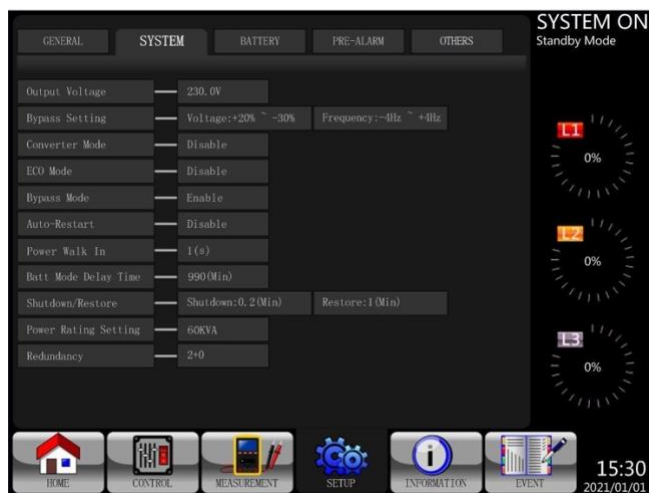 SYSTEM ON
GENERAL SYSTEM BATTERY PRE-ALARM OTHERS Standby Mode
Output Voltage 230.0V
Bypass Setting Voltage:+20% ~ -30% Frequency:-4Hz ~ +4Hz
L1
Converter Mode Disable
0%
ECO Mode Disable
Bypass Mode Enable
Auto-Restart Disable
L2
Power Walk In 1(s)
0%
Batt Mode Delay Time 990(Min)
Shutdown/Restore Shutdown:0.2(Min) Restore:1(Min)
Power Rating Setting 60KVA
L3
Redundancy 2+0
0%
HOME CONTROL MEASUREMENT SETUP INFORMATION EVENT
15:30
2021/01/01